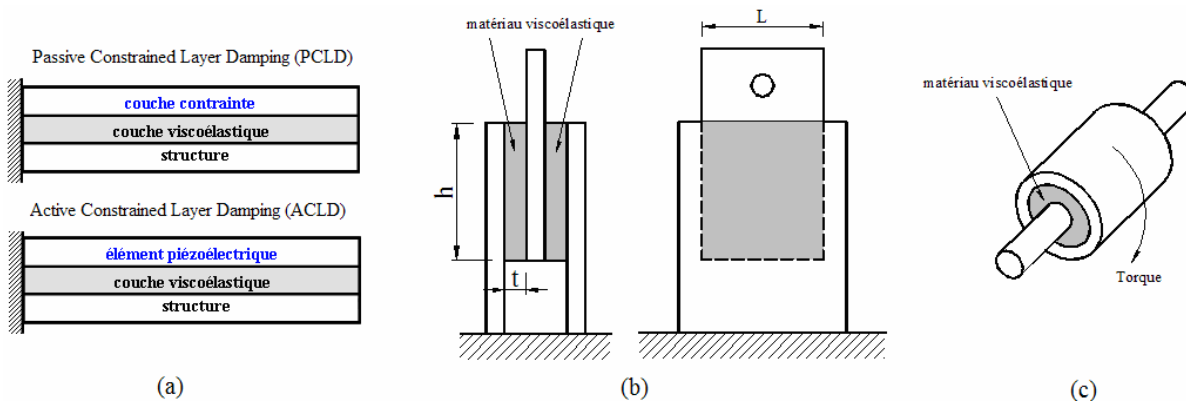 Passive Constrained Layer Damping (PCLD)
couche contrainte
couche viscoélastique
structure
Active Constrained Layer Damping (ACLD)
élément piézoélectrique
couche viscoélastique
structure
(a)
matériau viscoélastique
h
t
L
(b)
matériau viscoélastique
Torque
(c)